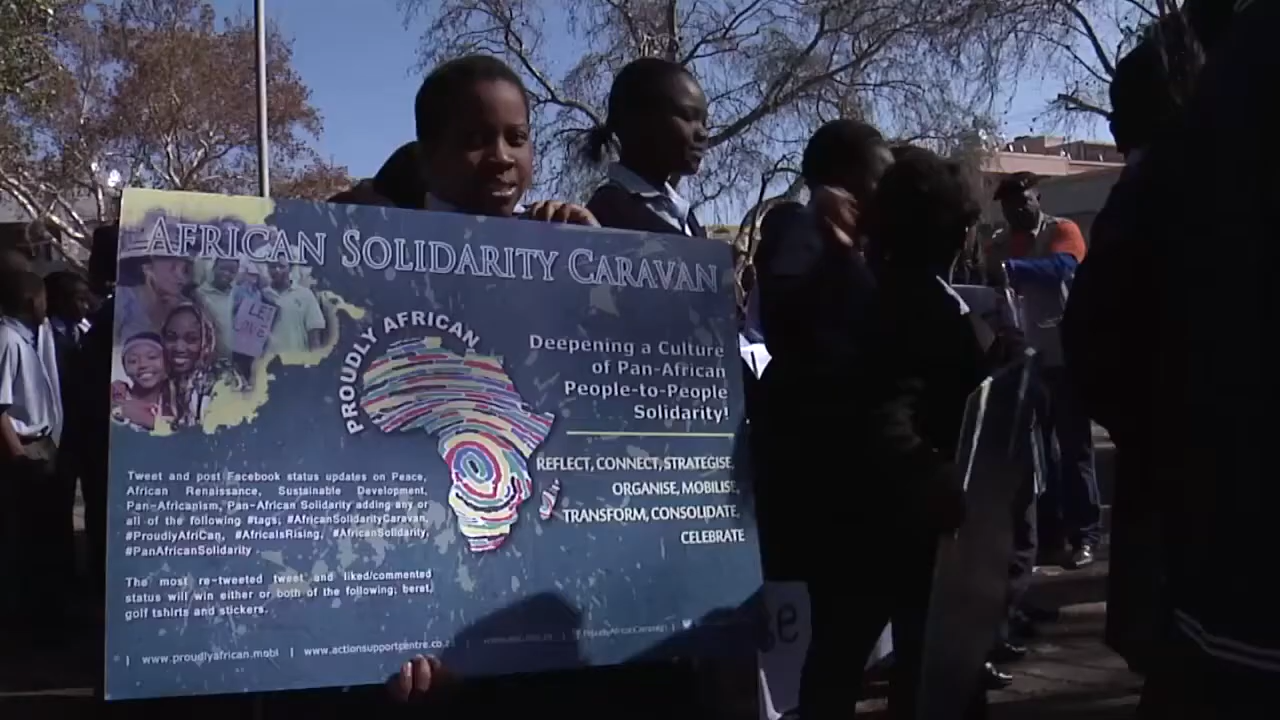 AFRICAN SOLIDARITY CARAVAN
LET
PROUDLY AFRICAN
Deepening a Culture
of Pan-African
People-to-People
Solidarity!
REFLECT, CONNECT, STRATEGISE,
ORGANISE, MOBILISE,
TRANSFORM, CONSOLIDATE,
CELEBRATE
Tweet and post Facebook status updates on Peace,
African Renaissance, Sustainable Development,
Pan-Africanism, Pan-African Solidarity adding any or
all of the following #tags, #AfricanSolidarityCaravan,
#ProudlyAfriCan, #AfricaIsRising, #AfricanSolidarity,
#PanAfricanSolidarity
The most re-tweeted tweet and liked/commented
status will win either or both of the following; beret,
golf tshirts and stickers.
| www.proudlyafrican.mobi | www.actionsupportcentre.co.z